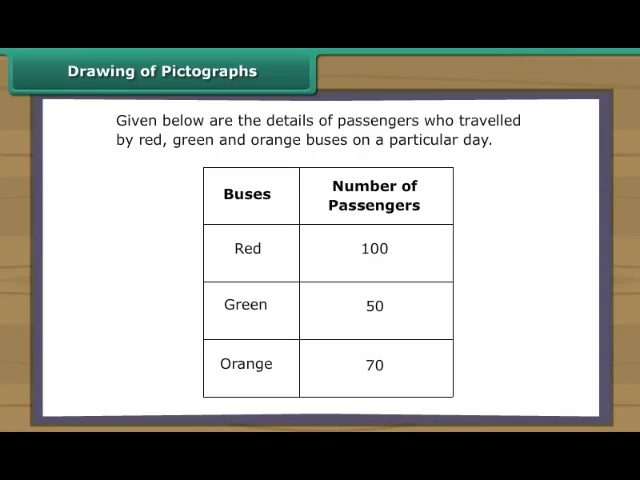 Drawing of Pictographs
Given below are the details of passengers who travelled
by red, green and orange buses on a particular day.
Buses Number of
Passengers
Red 100
Green 50
Orange 70